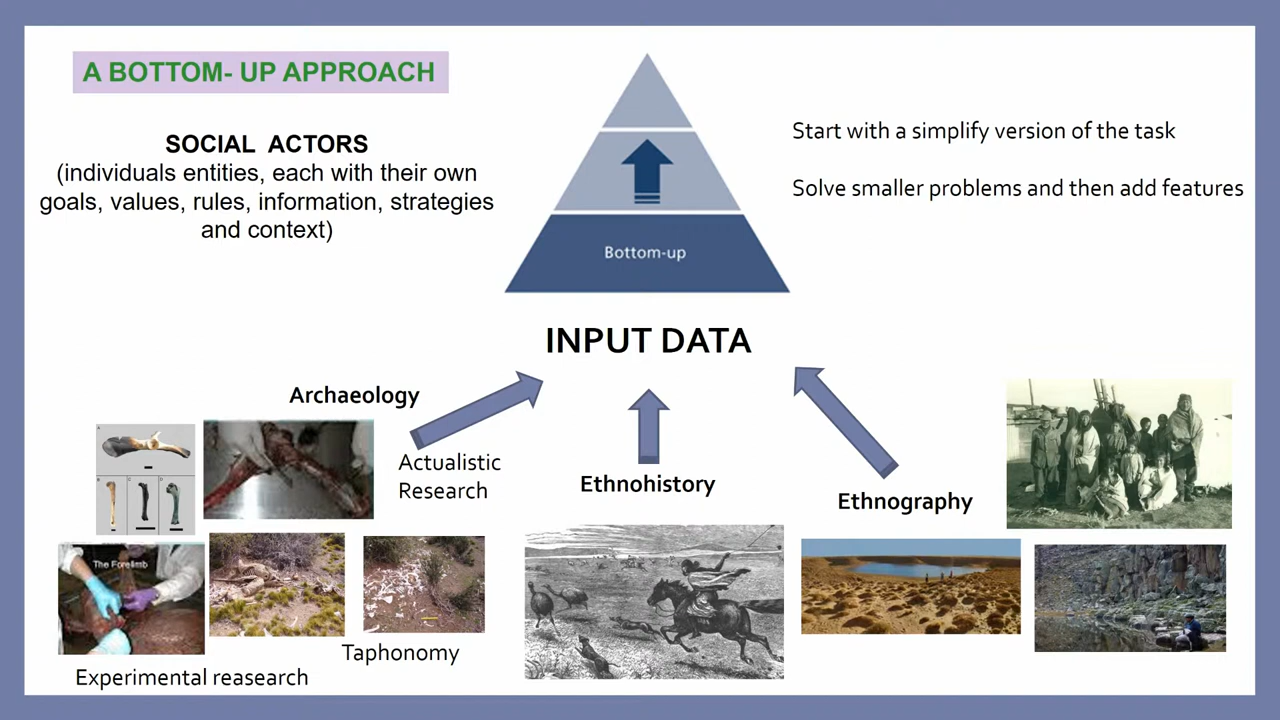 A BOTTOM- UP APPROACH
SOCIAL ACTORS
(individuals entities, each with their own
goals, values, rules, information, strategies
and context)
Bottom-up
Start with a simplify version of the task
Solve smaller problems and then add features
INPUT DATA
Archaeology
Actualistic
Research
Ethnohistory
Ethnography
The Forelimb
Taphonomy
Experimental reasearch